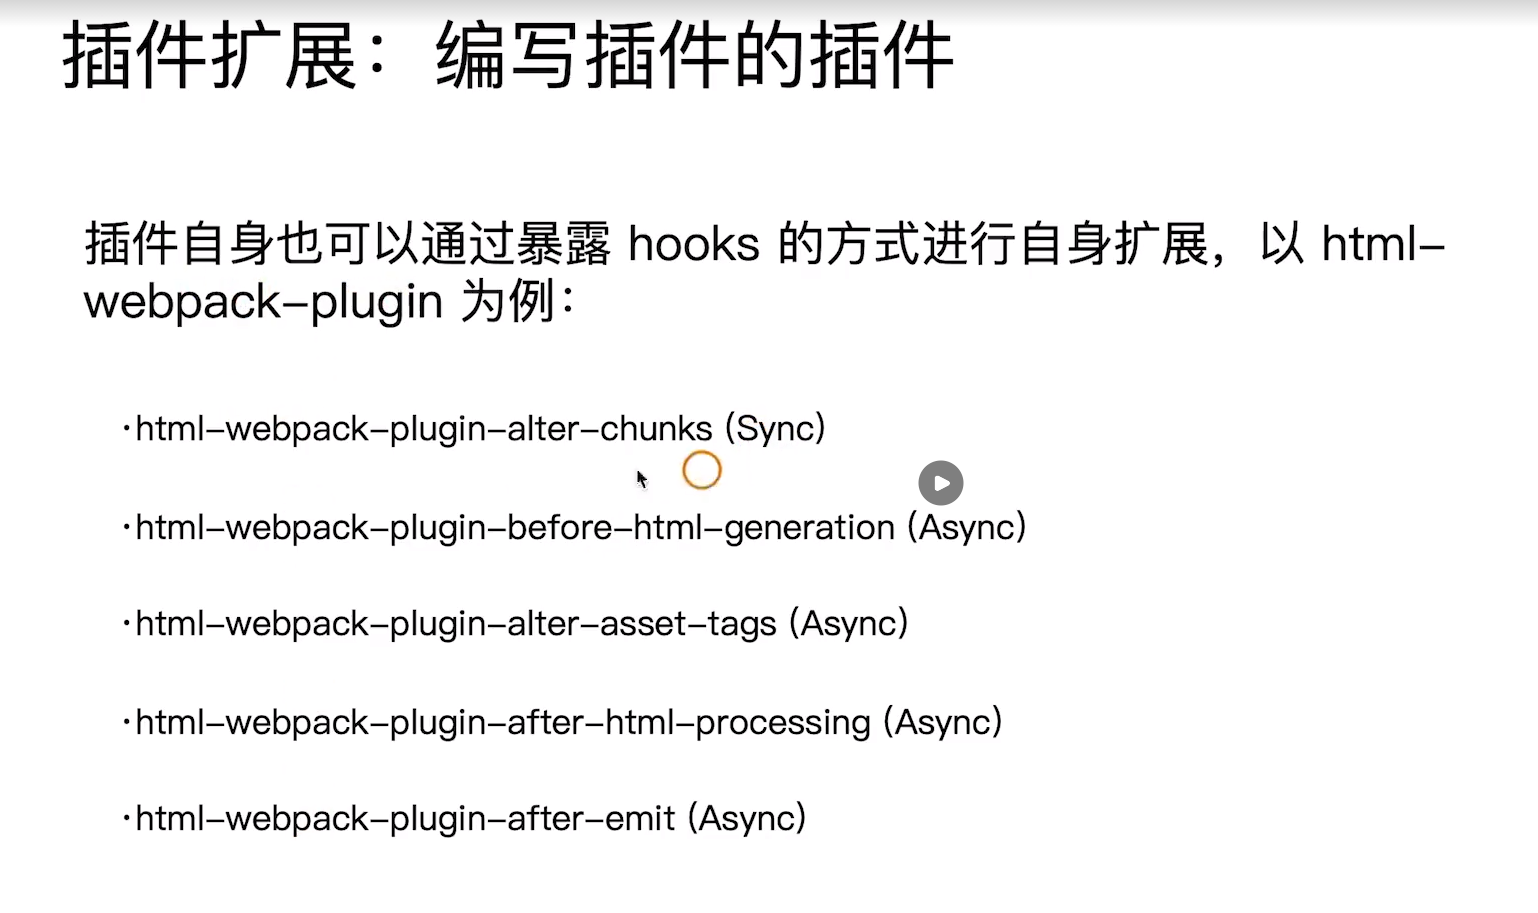 插件扩展：编写插件的插件
插件自身也可以通过暴露 hooks 的方式进行自身扩展，以 html-
webpack-plugin 为例：
·html-webpack-plugin-alter-chunks (Sync)
·html-webpack-plugin-before-html-generation (Async)
·html-webpack-plugin-alter-asset-tags (Async)
·html-webpack-plugin-after-html-processing (Async)
·html-webpack-plugin-after-emit (Async)